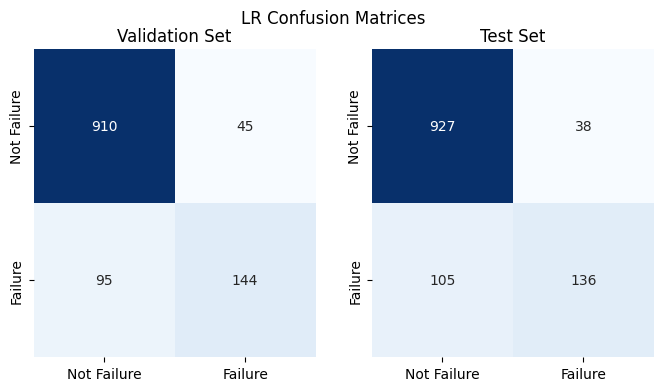 LR Confusion Matrices
Validation Set
Not Failure
910
45
Failure
95
144
Not Failure
Failure
Test Set
Not Failure
927
38
Failure
105
136
Not Failure
Failure